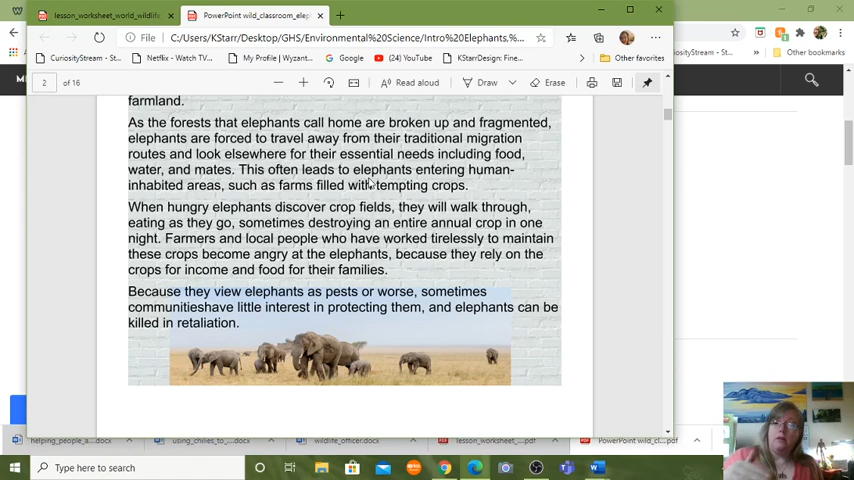 lesson_worksheet_world_wildlife
PowerPoint wild_classroom_elep
File
C:/Users/KStarr/Desktop/GHS/Environmental%20Science/Intro%20Elephants,%...
CuriosityStream - St...
Netflix - Watch TV...
My Profile | Wyzant...
Google
(24) YouTube
KStarrDesign: Fine...
Other favorites
Other bookmarks
2 of 16
Read aloud
Draw
Erase
farmland.
As the forests that elephants call home are broken up and fragmented,
elephants are forced to travel away from their traditional migration
routes and look elsewhere for their essential needs including food,
water, and mates. This often leads to elephants entering human-
inhabited areas, such as farms filled with tempting crops.
When hungry elephants discover crop fields, they will walk through,
eating as they go, sometimes destroying an entire annual crop in one
night. Farmers and local people who have worked tirelessly to maintain
these crops become angry at the elephants, because they rely on the
crops for income and food for their families.
Because they view elephants as pests or worse, sometimes
communitieshave little interest in protecting them, and elephants can be
killed in retaliation.
helping_people_a....docx
using_chilies_to_....docx
wildlife_officer.docx
lesson_worksheet_....pdf
PowerPoint wild_cl....pdf
Type here to search